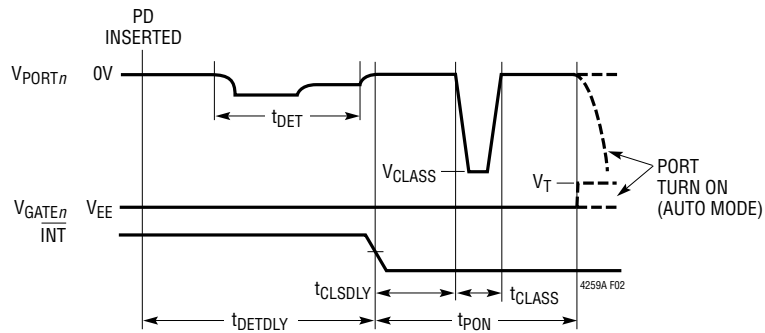 PD
INSERTED
VPORTn 0V
tDET
VCLASS
VT
PORT
TURN ON
(AUTO MODE)
VGATEn VEE
INT
tCLSDLY
tCLASS
4259A F02
tDETDLY
tPON